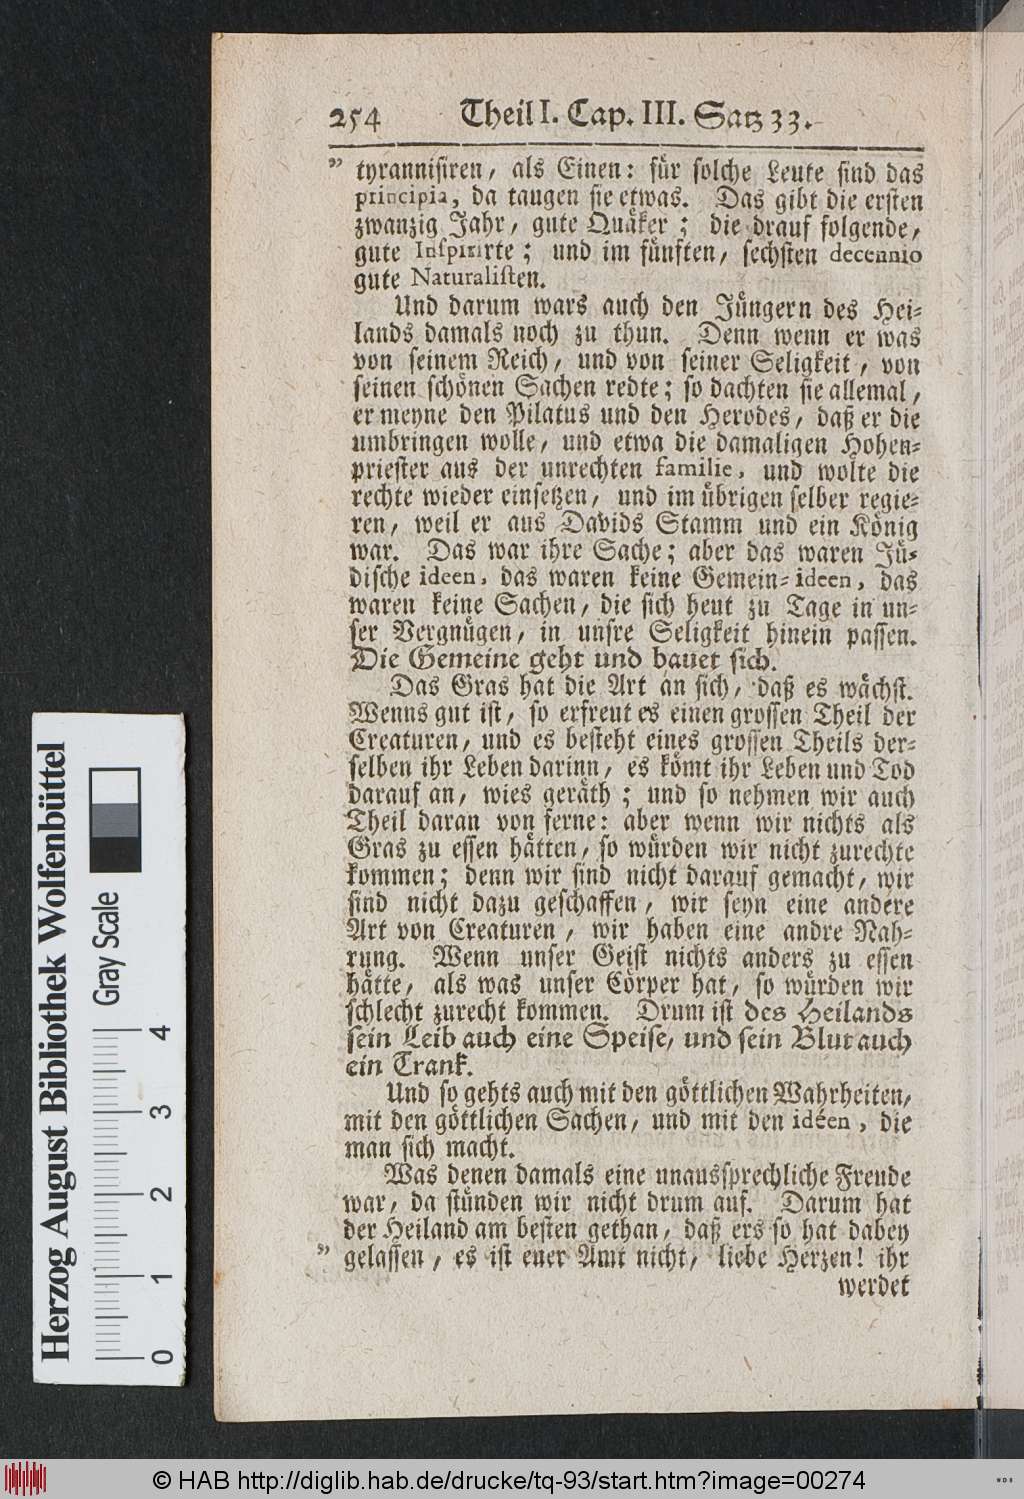 254 Theil I. Cap. III. Satz 33.
” tyrannisiren, als Einen: für solche Leute sind das
principia, da taugen sie etwas. Das gibt die ersten
zwanzig Jahr, gute Quäker; die drauf folgende,
gute Inspirirte; und im fünften, sechsten decennio
gute Naturalisten.
Und darum wars auch den Jüngern des Hei-
lands damals noch zu thun. Denn wenn er was
von seinem Reich, und von seiner Seligkeit, von
seinen schönen Sachen redte; so dachten sie allemal,
er meyne den Pilatus und den Herodes, daß er die
umbringen wolle, und etwa die damaligen Hohen-
priester aus der unrechten familie, und wolte die
rechte wieder einsetzen, und im übrigen selber regie-
ren, weil er aus Davids Stamm und ein König
war. Das war ihre Sache; aber das waren Jü-
dische ideen, das waren keine Gemein-ideen, das
waren keine Sachen, die sich heut zu Tage in un-
ser Vergnügen, in unsre Seligkeit hinein passen.
Die Gemeine geht und bauet sich.
Das Gras hat die Art an sich, daß es wächst.
Wenns gut ist, so erfreut es einen grossen Theil der
Creaturen, und es besteht eines grossen Theils der-
selben ihr Leben darinn, es kömt ihr Leben und Tod
darauf an, wies geräth; und so nehmen wir auch
Theil daran von ferne: aber wenn wir nichts als
Gras zu essen hätten, so würden wir nicht zurechte
kommen; denn wir sind nicht darauf gemacht, wir
sind nicht dazu geschaffen, wir seyn eine andere
Art von Creaturen, wir haben eine andre Nah-
rung. Wenn unser Geist nichts anders zu essen
hätte, als was unser Cörper hat, so würden wir
schlecht zurecht kommen. Drum ist des Heilands
sein Leib auch eine Speise, und sein Blut auch
ein Trank.
Und so gehts auch mit den göttlichen Wahrheiten,
mit den göttlichen Sachen, und mit den idéen, die
man sich macht.
Was denen damals eine unaussprechliche Freude
war, da stünden wir nicht drum auf. Darum hat
der Heiland am besten gethan, daß ers so hat dabey
” gelassen, es ist euer Amt nicht, liebe Herzen! ihr
werdet
Herzog August Bibliothek Wolfenbüttel
Gray Scale
0 1 2 3 4
© HAB http://diglib.hab.de/drucke/tq-93/start.htm?image=00274